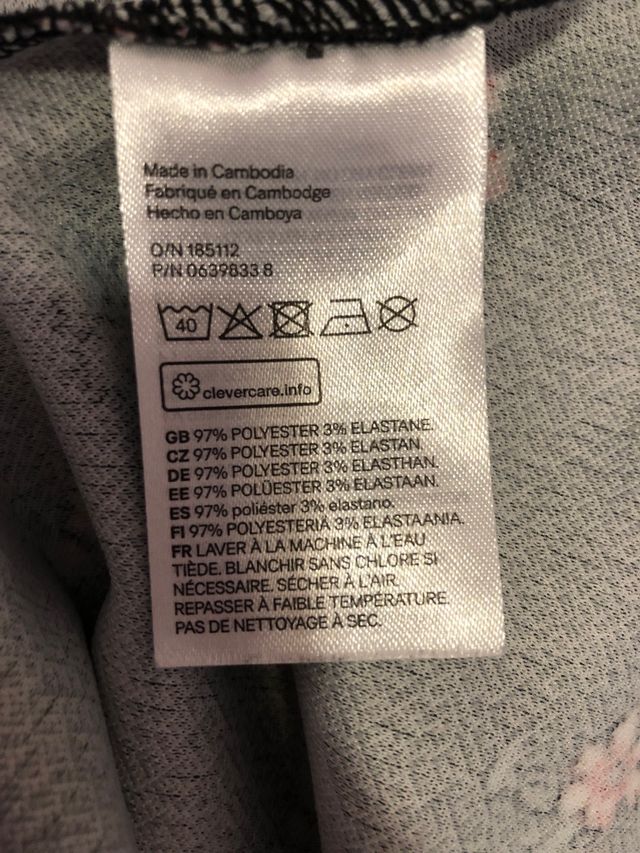 Made in Cambodia
Fabriqué en Cambodge
Hecho en Camboya
O/N 185112
P/N 0639833 8
40
clevercare.info
GB 97% POLYESTER 3% ELASTANE.
CZ 97% POLYESTER 3% ELASTAN.
DE 97% POLYESTER 3% ELASTHAN.
EE 97% POLÜESTER 3% ELASTAAN.
ES 97% poliéster 3% elastano.
FI 97% POLYESTERIÄ 3% ELASTAANIA.
FR LAVER À LA MACHINE À L'EAU
TIÈDE. BLANCHIR SANS CHLORE SI
NÉCESSAIRE. SÉCHER À L'AIR.
REPASSER À FAIBLE TEMPÉRATURE.
PAS DE NETTOYAGE À SEC.